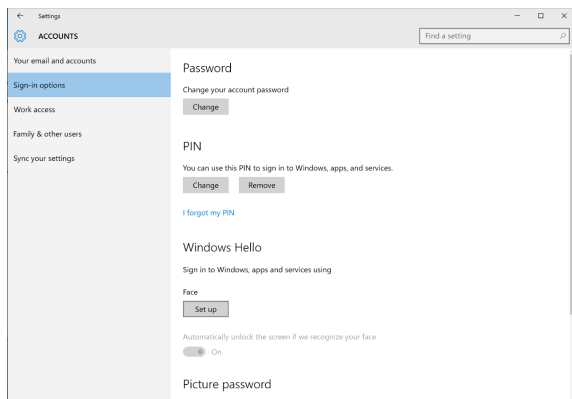 Settings
ACCOUNTS
Find a setting
Your email and accounts
Sign-in options
Work access
Family & other users
Sync your settings
Password
Change your account password
Change
PIN
You can use this PIN to sign in to Windows, apps, and services.
Change Remove
I forgot my PIN
Windows Hello
Sign in to Windows, apps and services using
Face
Set up
Automatically unlock the screen if we recognize your face
On
Picture password